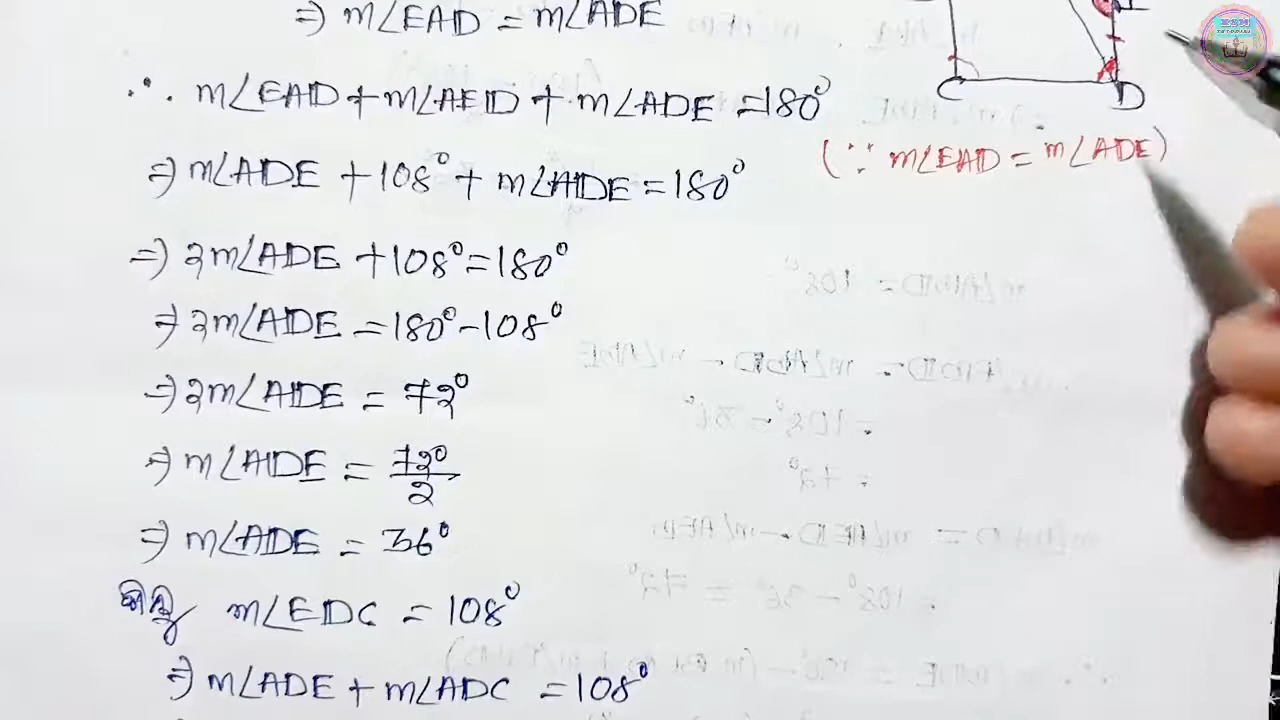 ⇒ m∠EAD = m∠ADE
∴ m∠EAD + m∠AED + m∠ADE = 180°
⇒ m∠ADE + 108° + m∠ADE = 180°
(∵ m∠EAD = m∠ADE)
⇒ 2m∠ADE + 108° = 180°
⇒ 2m∠ADE = 180° - 108°
⇒ 2m∠ADE = 72°
⇒ m∠ADE = 72°/2
⇒ m∠ADE = 36°
କିନ୍ତୁ m∠EDC = 108°
⇒ m∠ADE + m∠ADC = 108°
C
D